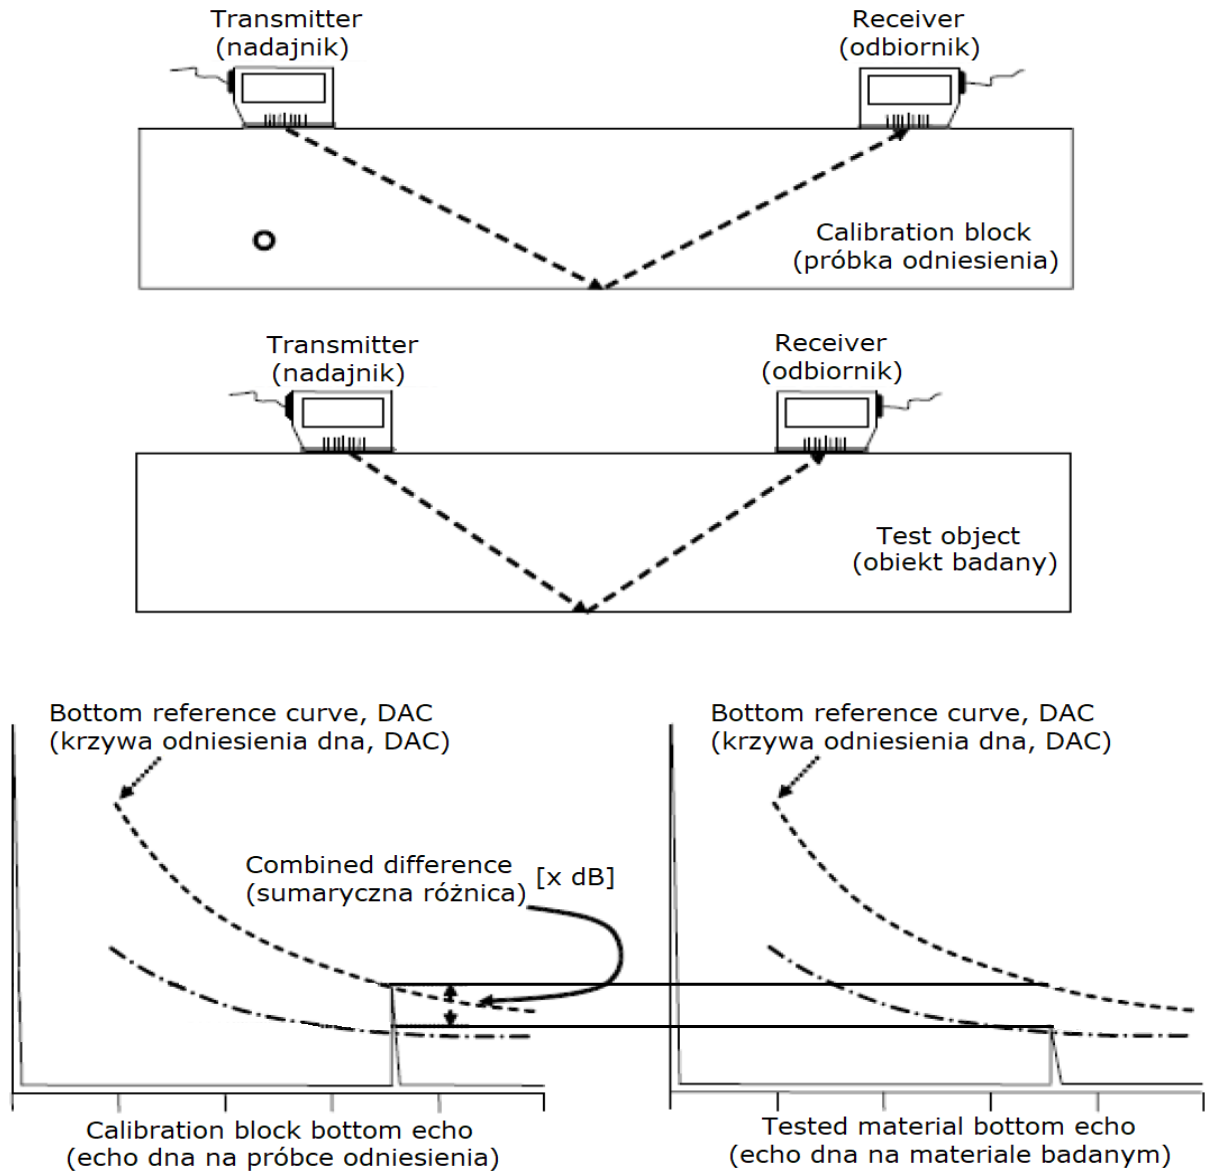 Transmitter
(nadajnik)
Receiver
(odbiornik)
Calibration block
(próbka odniesienia)
Transmitter
(nadajnik)
Receiver
(odbiornik)
Test object
(obiekt badany)
Bottom reference curve, DAC
(krzywa odniesienia dna, DAC)
Bottom reference curve, DAC
(krzywa odniesienia dna, DAC)
Combined difference
(sumaryczna różnica)
[x dB]
Calibration block bottom echo
(echo dna na próbce odniesienia)
Tested material bottom echo
(echo dna na materiale badanym)